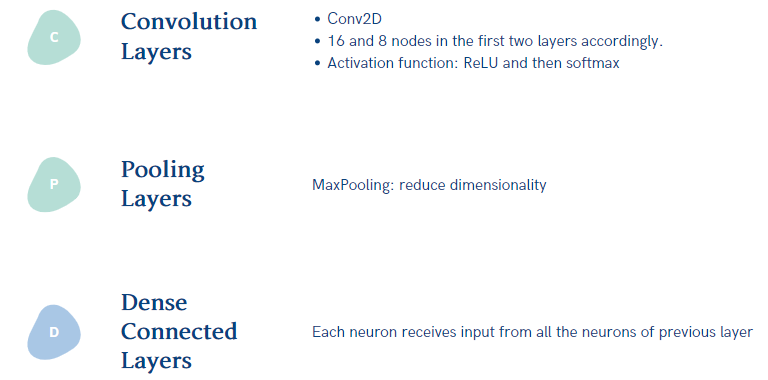 C
Convolution
Layers
• Conv2D
• 16 and 8 nodes in the first two layers accordingly.
• Activation function: ReLU and then softmax
P
Pooling
Layers
MaxPooling: reduce dimensionality
D
Dense
Connected
Layers
Each neuron receives input from all the neurons of previous layer